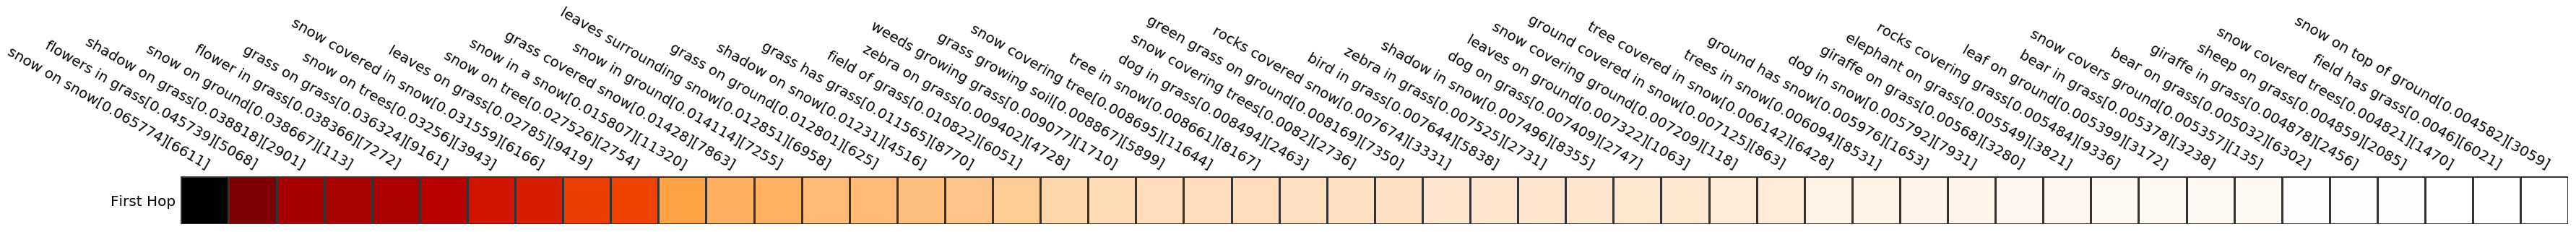 snow on snow[0.065774][6611]
flowers in grass[0.045739][5068]
shadow on grass[0.038818][2901]
snow on ground[0.038667][113]
flower in grass[0.038366][7272]
grass on grass[0.036324][9161]
snow on trees[0.03256][3943]
snow covered in snow[0.031559][6166]
leaves on grass[0.02785][9419]
snow on tree[0.027526][2754]
snow in a snow[0.015807][11320]
grass covered snow[0.01428][7863]
snow in ground[0.014114][7255]
leaves surrounding snow[0.012851][6958]
grass on ground[0.012801][625]
shadow on snow[0.01231][4516]
grass has grass[0.011565][8770]
field of grass[0.010822][6051]
zebra on grass[0.009402][4728]
weeds growing grass[0.009077][1710]
grass growing soil[0.008867][5899]
snow covering tree[0.008695][11644]
tree in snow[0.008661][8167]
dog in grass[0.008494][2463]
snow covering trees[0.0082][2736]
green grass on ground[0.008169][7350]
rocks covered snow[0.007674][3331]
bird in grass[0.007644][5838]
zebra in grass[0.007525][2731]
shadow in snow[0.007496][8355]
dog on grass[0.007409][2747]
leaves on ground[0.007322][1063]
snow covering ground[0.007209][118]
ground covered in snow[0.007125][863]
tree covered in snow[0.006142][6428]
trees in snow[0.006094][8531]
ground has snow[0.005976][1653]
dog in snow[0.005792][7931]
giraffe on grass[0.00568][3280]
elephant on grass[0.005549][3821]
rocks covering grass[0.005484][9336]
leaf on ground[0.005399][3172]
bear in grass[0.005378][3238]
snow covers ground[0.005357][135]
bear on grass[0.005032][6302]
giraffe in grass[0.004878][2456]
sheep on grass[0.004859][2085]
snow covered trees[0.004821][1470]
field has grass[0.0046][6021]
snow on top of ground[0.004582][3059]
First Hop